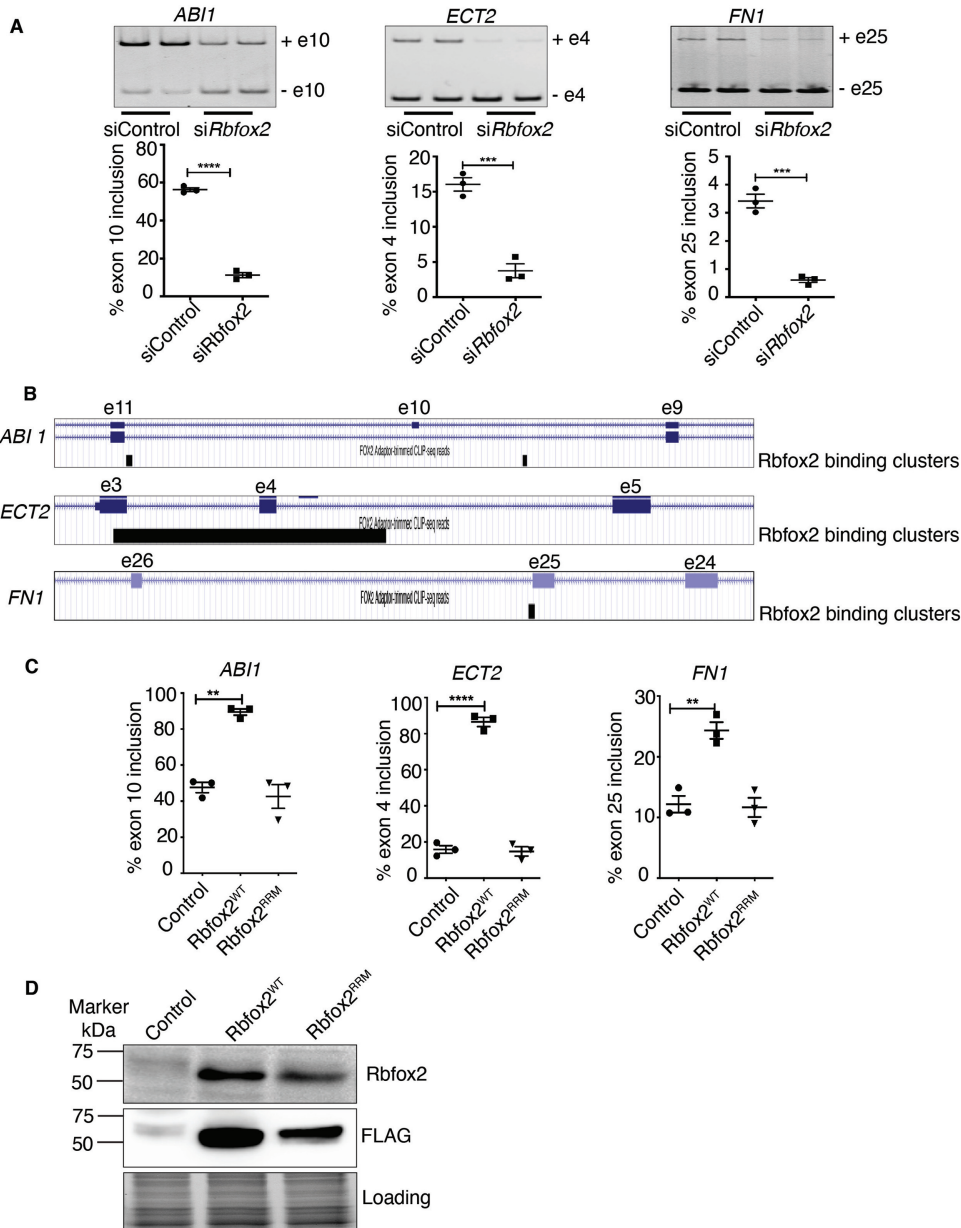 A
ABI1
ECT2
FN1
+ e10
- e10
+ e4
- e4
+ e25
- e25
siControl siRbfox2
siControl siRbfox2
siControl siRbfox2
% exon 10 inclusion
80
60
40
20
0
****
siControl
siRbfox2
% exon 4 inclusion
20
15
10
5
0
***
siControl
siRbfox2
% exon 25 inclusion
5
4
3
2
1
0
***
siControl
siRbfox2
B
e11 e10 e9
ABI 1
FOX2 Adaptor-trimmed CLIP-seq reads
Rbfox2 binding clusters
e3 e4 e5
ECT2
FOX2 Adaptor-trimmed CLIP-seq reads
Rbfox2 binding clusters
e26 e25 e24
FN1
FOX2 Adaptor-trimmed CLIP-seq reads
Rbfox2 binding clusters
C
ABI1
% exon 10 inclusion
100
80
60
40
20
0
**
Control
Rbfox2WT
Rbfox2RRM
ECT2
% exon 4 inclusion
100
80
60
40
20
0
****
Control
Rbfox2WT
Rbfox2RRM
FN1
% exon 25 inclusion
30
20
10
0
**
Control
Rbfox2WT
Rbfox2RRM
D
Marker
kDa
Control
Rbfox2WT
Rbfox2RRM
75
50
Rbfox2
75
50
FLAG
Loading